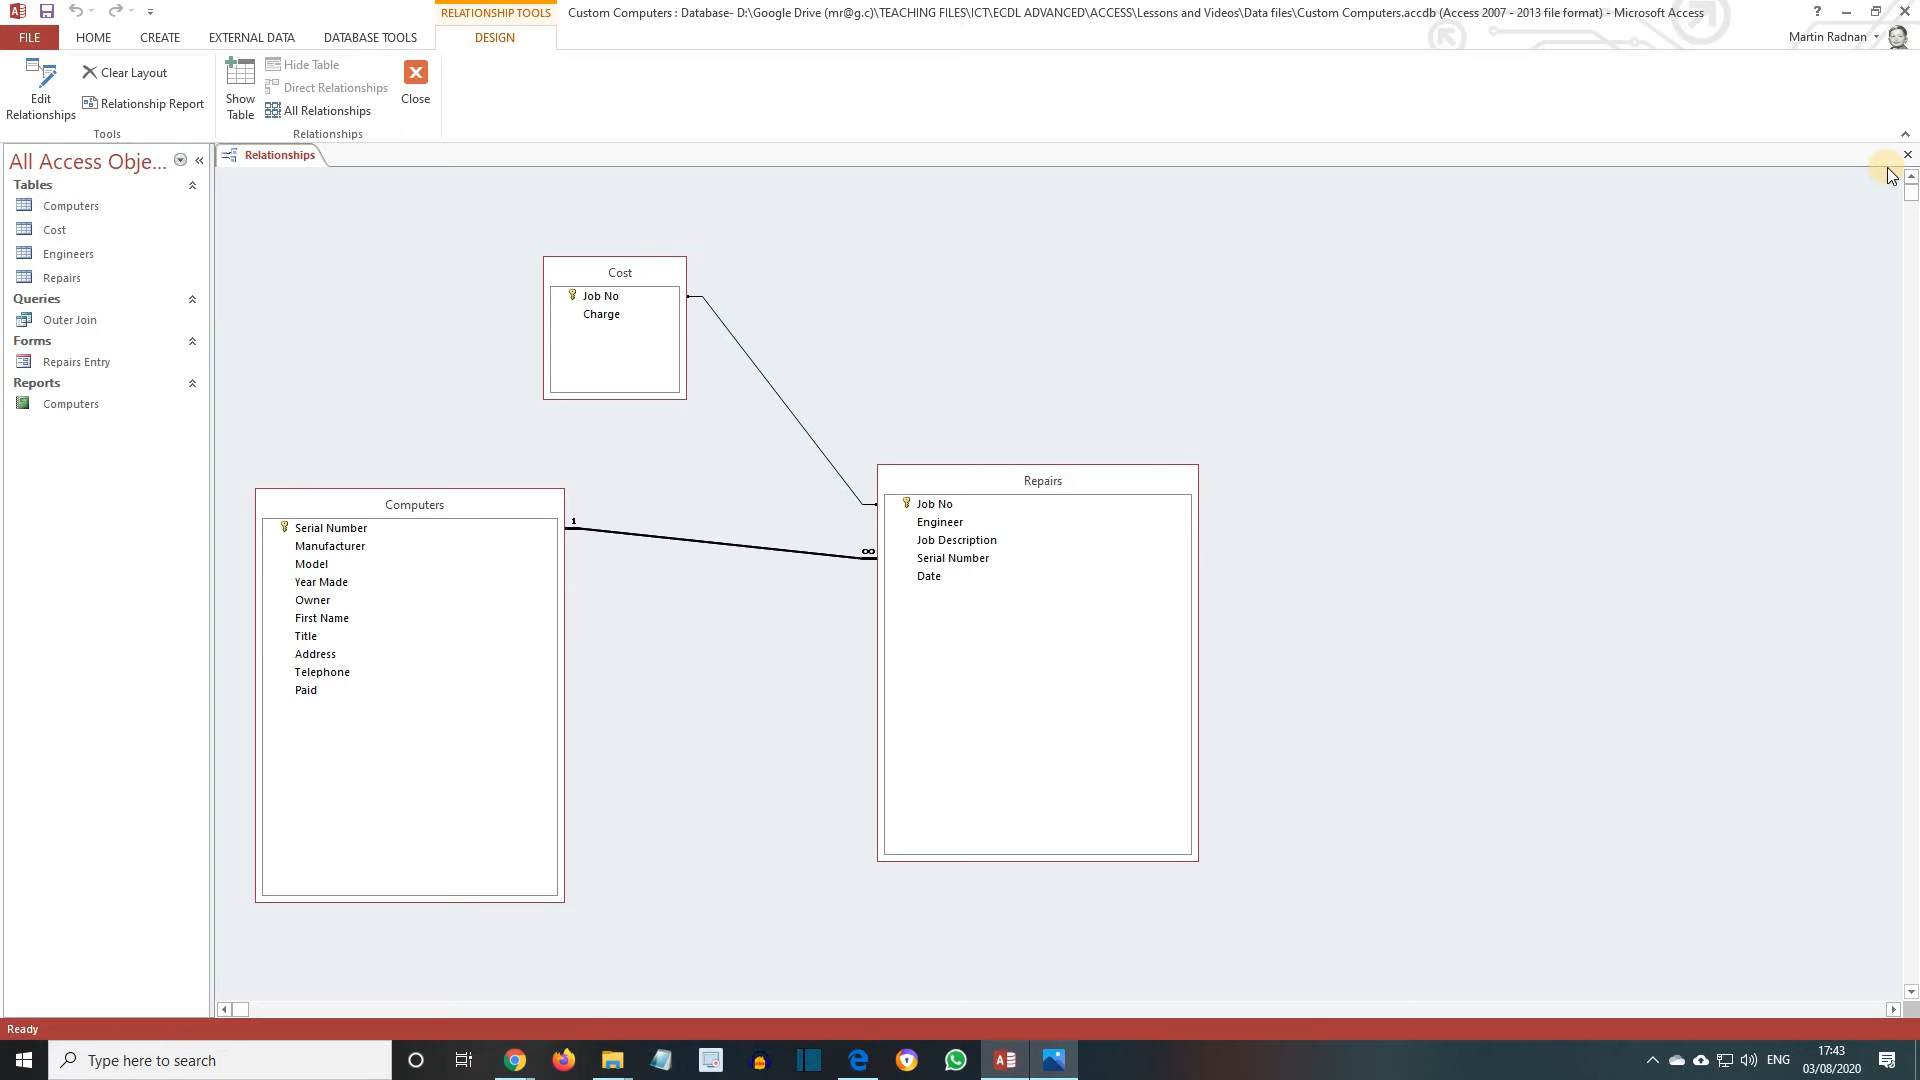 RELATIONSHIP TOOLS
Custom Computers : Database- D:\Google Drive (mr@g.c)\TEACHING FILES\ICT\ECDL ADVANCED\ACCESS\Lessons and Videos\Data files\Custom Computers.accdb (Access 2007 - 2013 file format) - Microsoft Access
?
FILE
HOME
CREATE
EXTERNAL DATA
DATABASE TOOLS
DESIGN
Martin Radnan
Edit
Relationships
Clear Layout
Relationship Report
Tools
Show
Table
Hide Table
Direct Relationships
All Relationships
Close
Relationships
All Access Obje...
Tables
Computers
Cost
Engineers
Repairs
Queries
Outer Join
Forms
Repairs Entry
Reports
Computers
Relationships
Cost
Job No
Charge
Computers
Serial Number
Manufacturer
Model
Year Made
Owner
First Name
Title
Address
Telephone
Paid
1
∞
Repairs
Job No
Engineer
Job Description
Serial Number
Date
Ready
Type here to search
ENG
17:43
03/08/2020